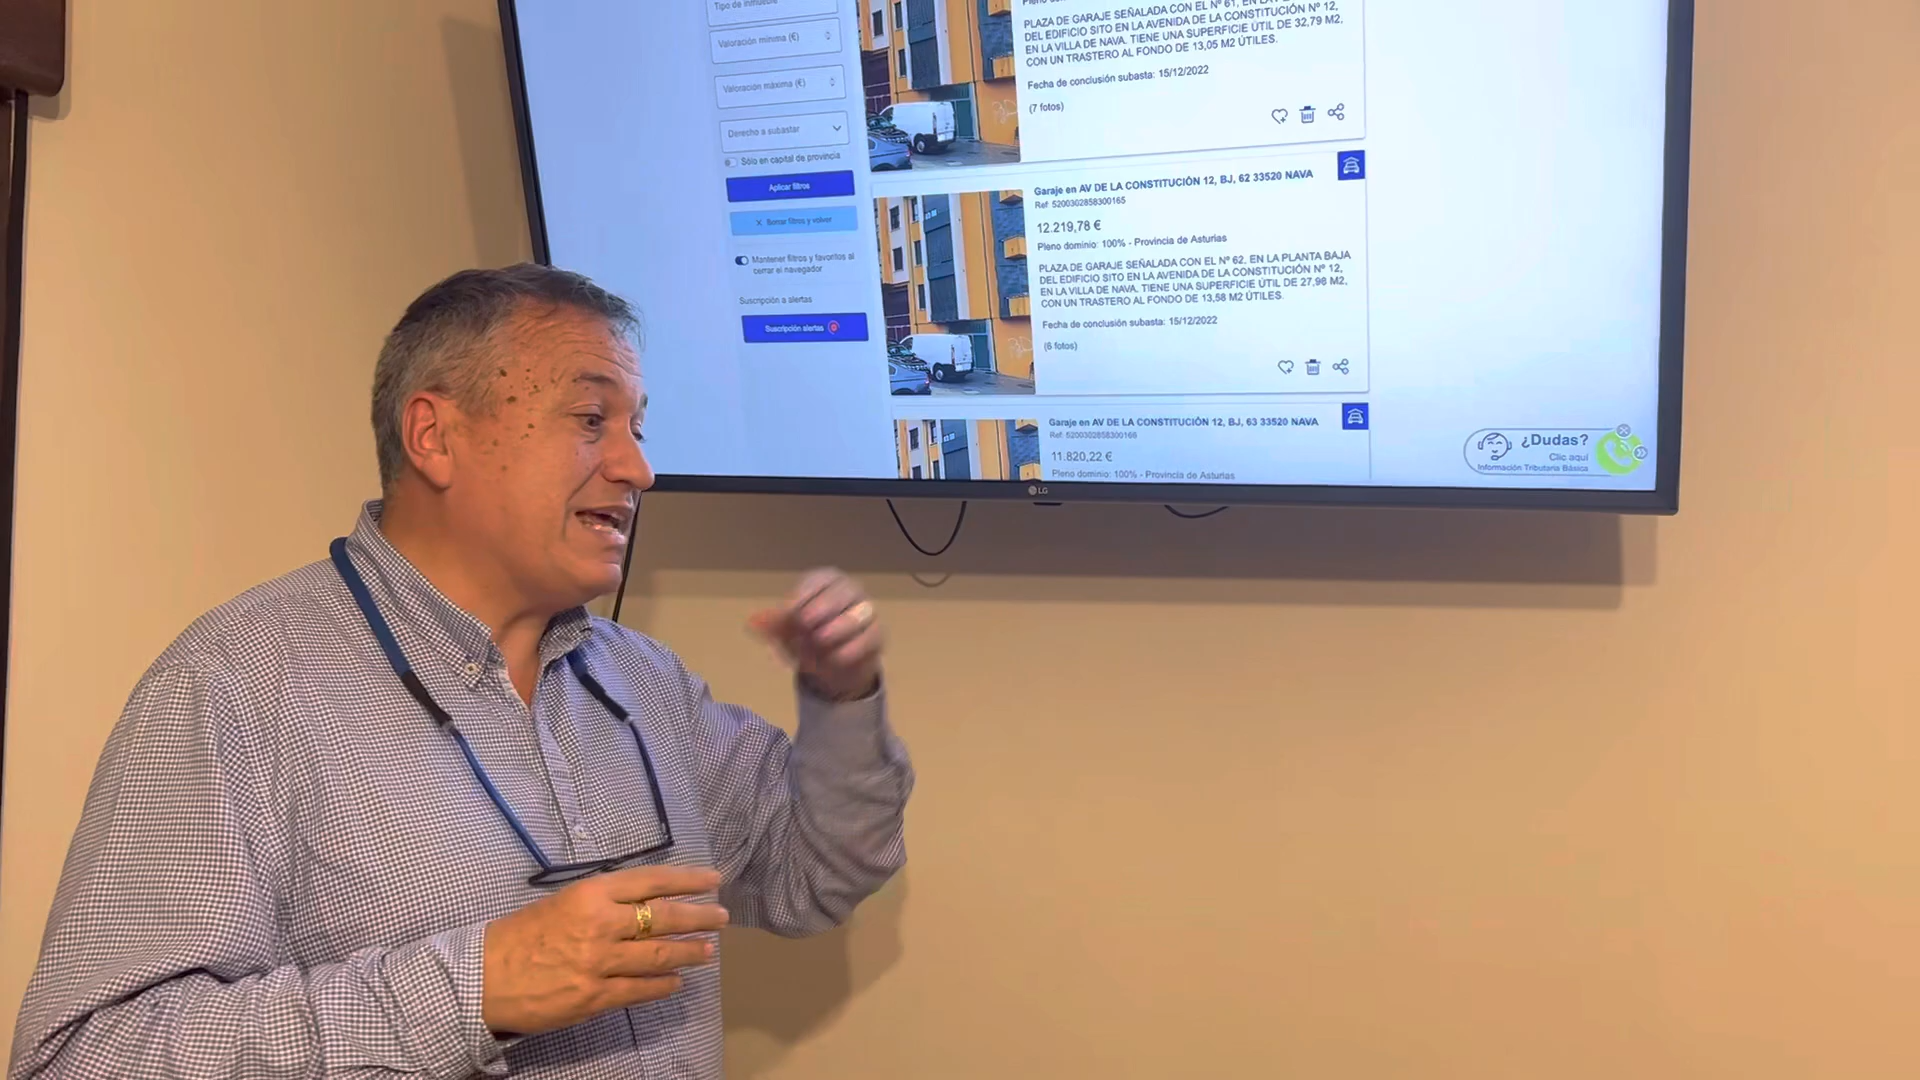 Tipo de inmueble
Valoración mínima (€)
Valoración máxima (€)
Derecho a subastar
Sólo en capital de provincia
Aplicar filtros
× Borrar filtros y volver
Mantener filtros y favoritos al
cerrar el navegador
Suscripción a alertas
Suscripción alertas
PLAZA DE GARAJE SEÑALADA CON EL Nº 61, EN LA
DEL EDIFICIO SITO EN LA AVENIDA DE LA CONSTITUCIÓN Nº 12,
EN LA VILLA DE NAVA. TIENE UNA SUPERFICIE ÚTIL DE 32,79 M2,
CON UN TRASTERO AL FONDO DE 13,05 M2 ÚTILES.
Fecha de conclusión subasta: 15/12/2022
(7 fotos)
Garaje en AV DE LA CONSTITUCIÓN 12, BJ, 62 33520 NAVA
Ref: 5200302858300165
12.219,78 €
Pleno dominio: 100% - Provincia de Asturias
PLAZA DE GARAJE SEÑALADA CON EL Nº 62. EN LA PLANTA BAJA
DEL EDIFICIO SITO EN LA AVENIDA DE LA CONSTITUCIÓN Nº 12,
EN LA VILLA DE NAVA. TIENE UNA SUPERFICIE ÚTIL DE 27,98 M2,
CON UN TRASTERO AL FONDO DE 13,58 M2 ÚTILES.
Fecha de conclusión subasta: 15/12/2022
(6 fotos)
Garaje en AV DE LA CONSTITUCIÓN 12, BJ, 63 33520 NAVA
Ref: 5200302858300166
11.820,22 €
Pleno dominio: 100% - Provincia de Asturias
¿Dudas?
Clic aquí
Información Tributaria Básica
LG